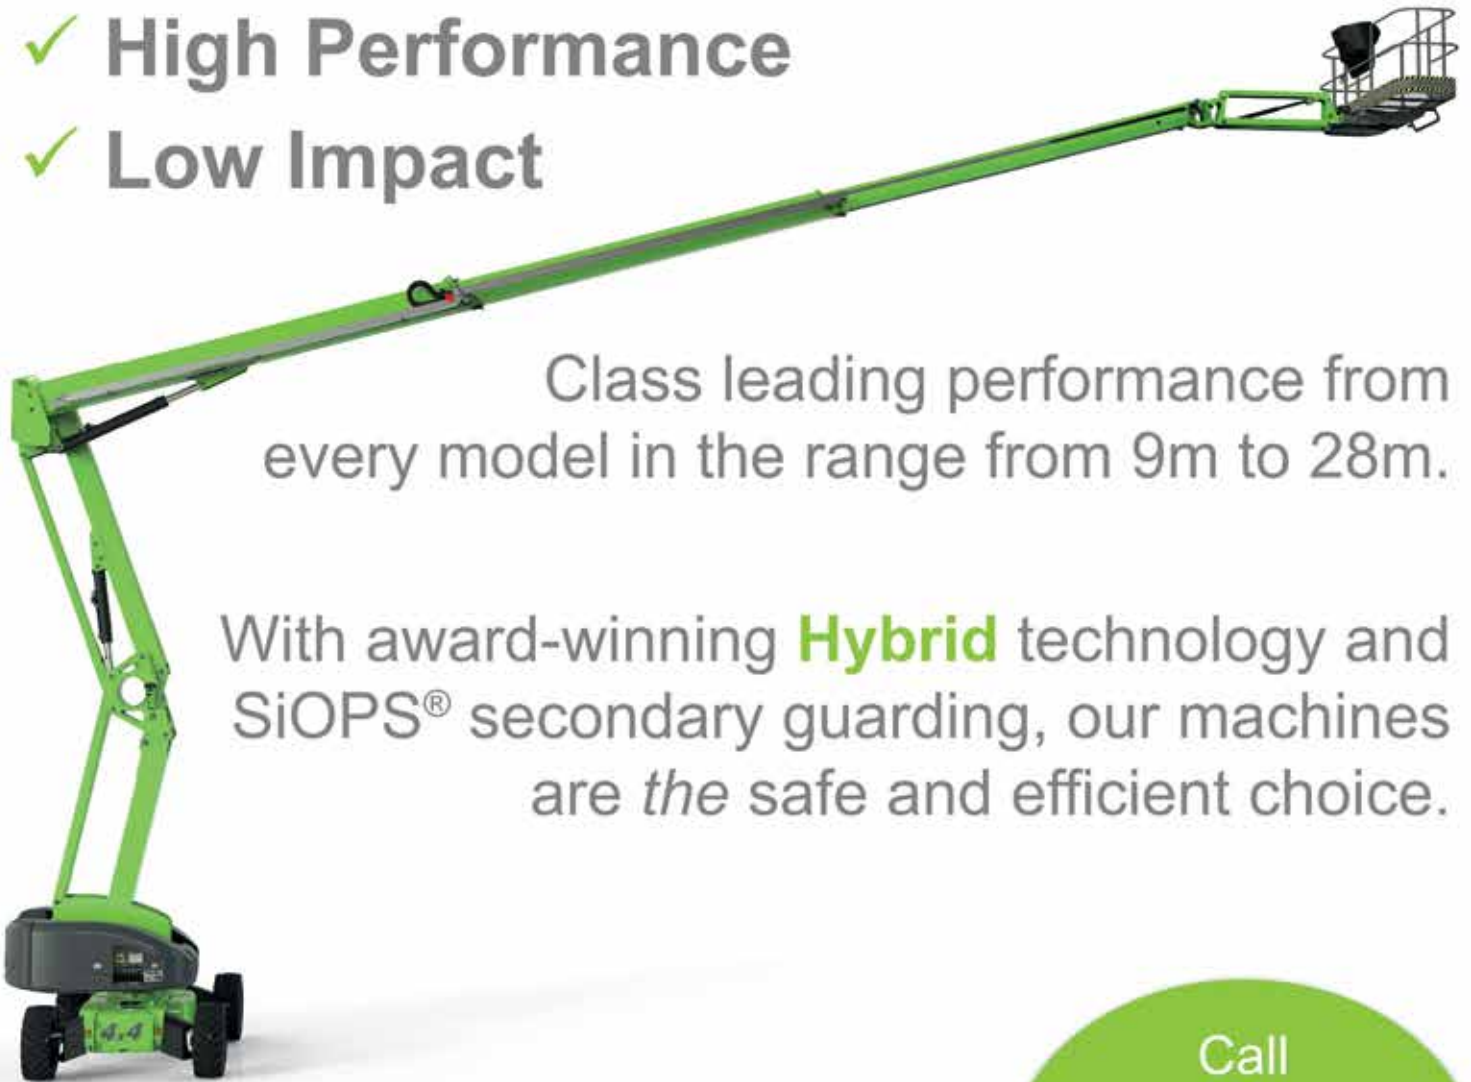 ✓ High Performance
✓ Low Impact
Class leading performance from
every model in the range from 9m to 28m.
With award-winning Hybrid technology and
SiOPS® secondary guarding, our machines
are the safe and efficient choice.
4x4
Call